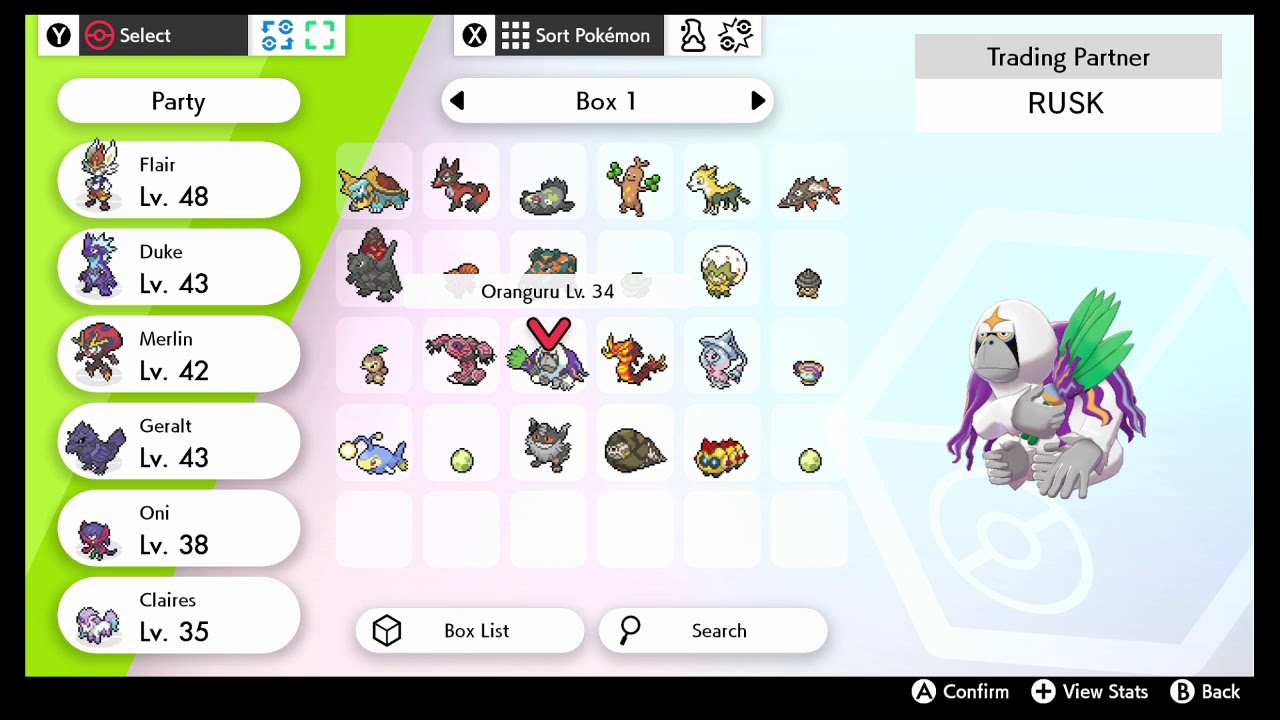 Y Select
X Sort Pokémon
Trading Partner
RUSK
Party
Box 1
Flair
Lv. 48
Duke
Lv. 43
Merlin
Lv. 42
Geralt
Lv. 43
Oni
Lv. 38
Claires
Lv. 35
Oranguru Lv. 34
Box List
Search
A Confirm
+ View Stats
B Back